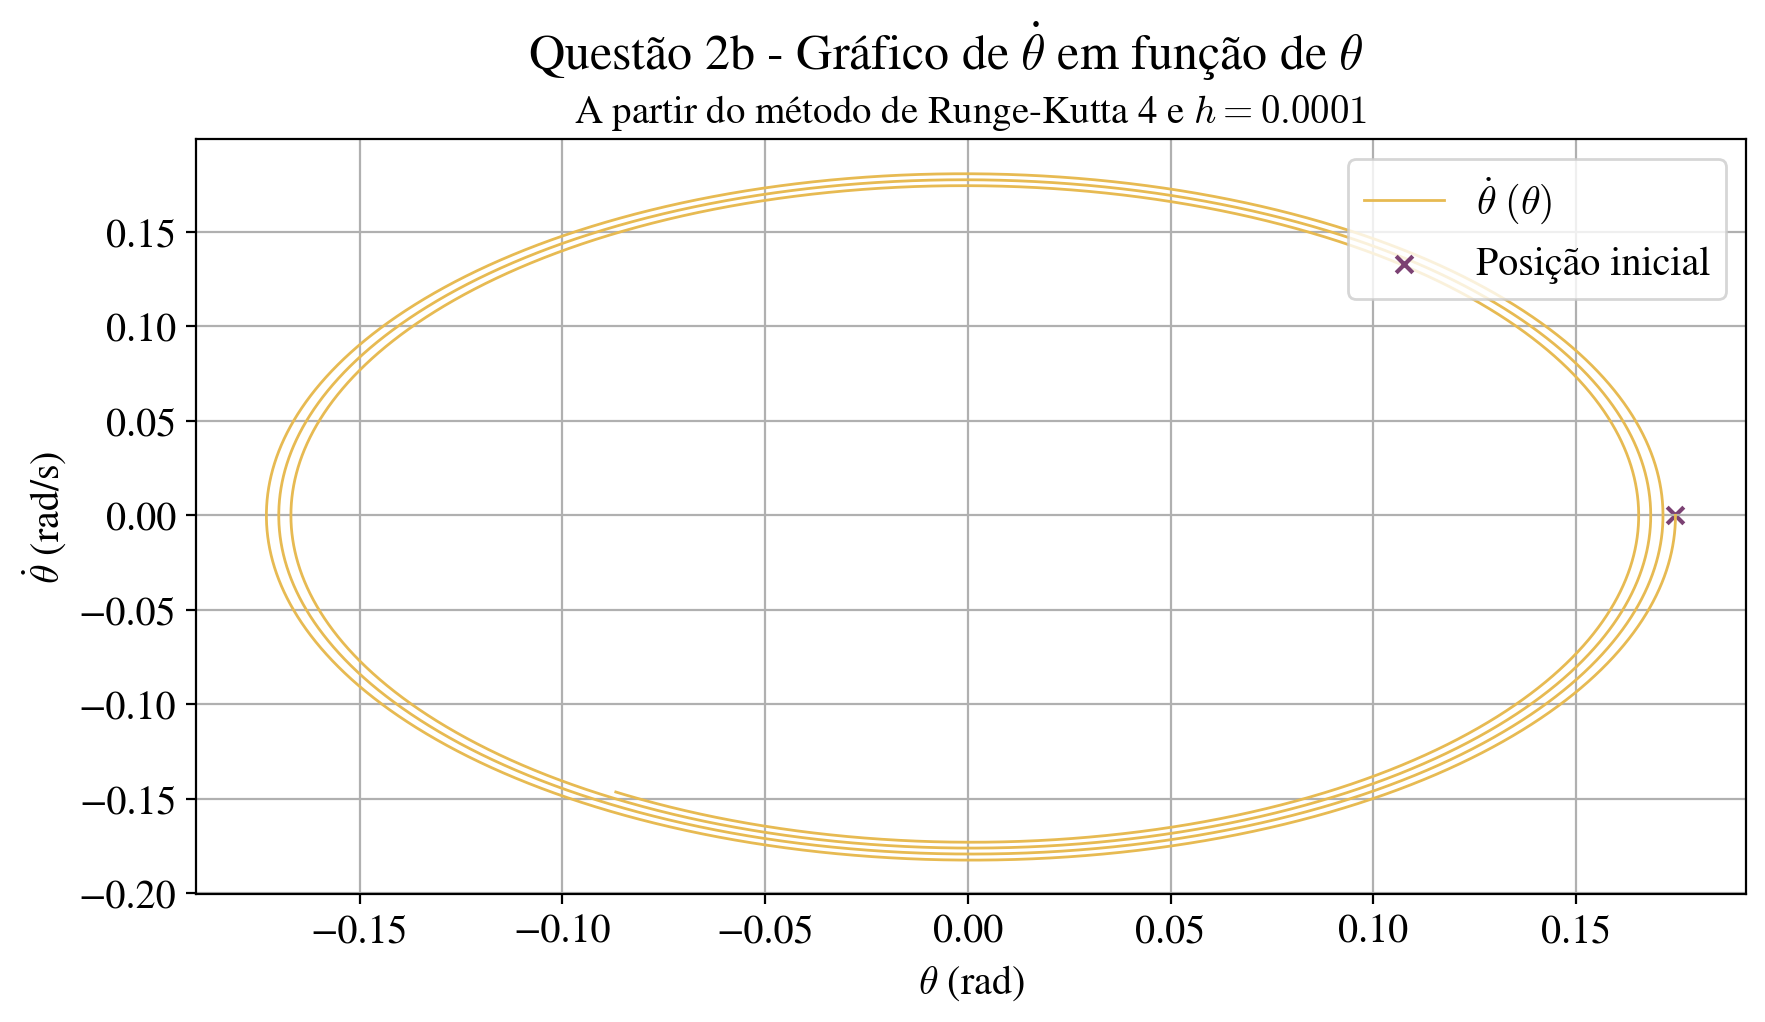 Questão 2b - Gráfico de θ̇ em função de θ
A partir do método de Runge-Kutta 4 e h = 0.0001
θ̇ (θ)
Posição inicial
θ̇ (rad/s)
0.15
0.10
0.05
0.00
−0.05
−0.10
−0.15
−0.20
−0.15 −0.10 −0.05 0.00 0.05 0.10 0.15
θ (rad)